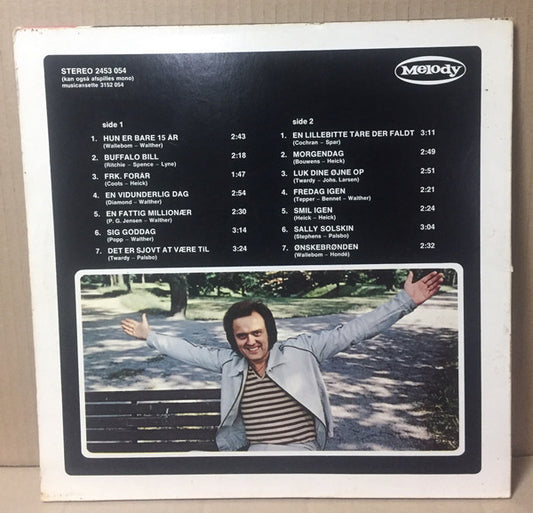 STEREO 2453 054
(kan også afspilles mono)
musicassette 3152 054
Melody
side 1
1. HUN ER BARE 15 ÅR 2:43
(Wallebom – Walther)
2. BUFFALO BILL 2:18
(Ritchie – Spence – Lyne)
3. FRK. FORÅR 1:47
(Coots – Heick)
4. EN VIDUNDERLIG DAG 2:54
(Diamond – Walther)
5. EN FATTIG MILLIONÆR 2:30
(P. G. Jensen – Walther)
6. SIG GODDAG 3:14
(Popp – Walther)
7. DET ER SJOVT AT VÆRE TIL 3:24
(Twardy – Palsbo)
side 2
1. EN LILLEBITTE TÅRE DER FALDT 3:11
(Cochran – Spar)
2. MORGENDAG 2:49
(Bouwens – Heick)
3. LUK DINE ØJNE OP 2:51
(Twardy – Johs. Larsen)
4. FREDAG IGEN 2:21
(Tepper – Bennet – Walther)
5. SMIL IGEN 2:24
(Heick – Heick)
6. SALLY SOLSKIN 3:04
(Stephens – Palsbo)
7. ØNSKEBRØNDEN 2:32
(Wallebom – Hondé)